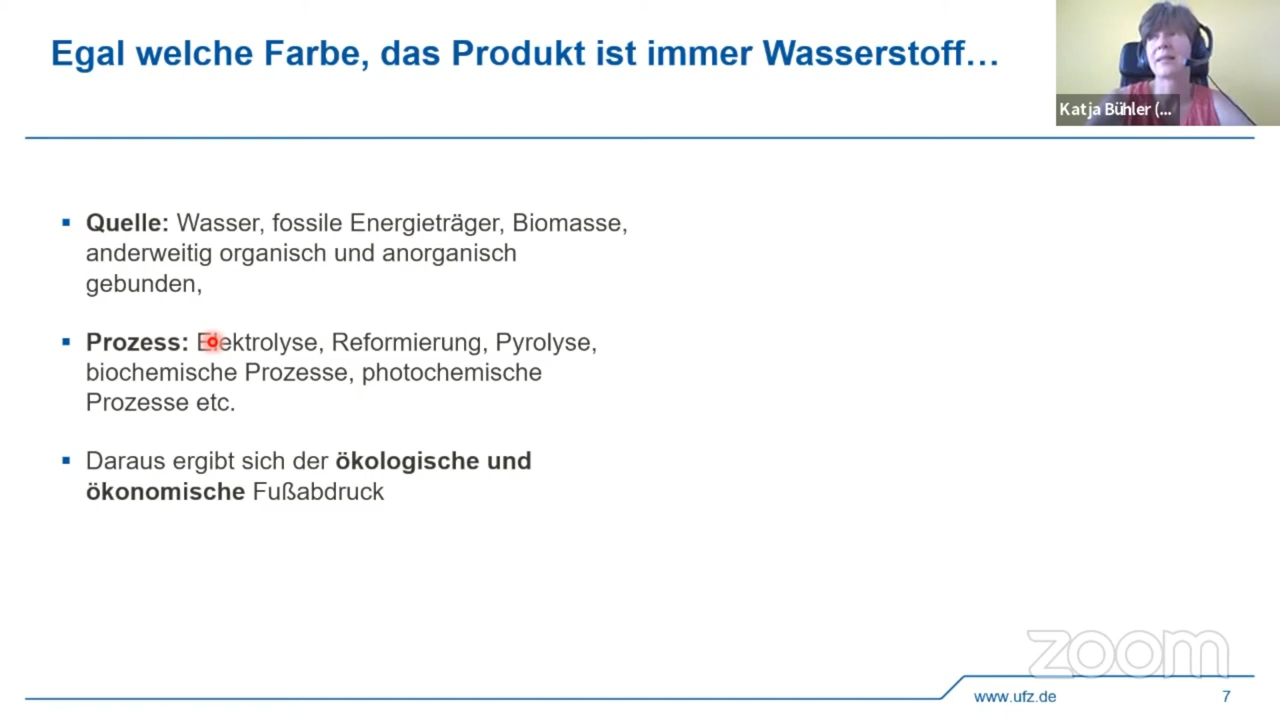 Egal welche Farbe, das Produkt ist immer Wasserstoff…
Katja Bühler (...
Quelle: Wasser, fossile Energieträger, Biomasse,
anderweitig organisch und anorganisch
gebunden,
Prozess: Elektrolyse, Reformierung, Pyrolyse,
biochemische Prozesse, photochemische
Prozesse etc.
Daraus ergibt sich der ökologische und
ökonomische Fußabdruck
zoom
www.ufz.de
7